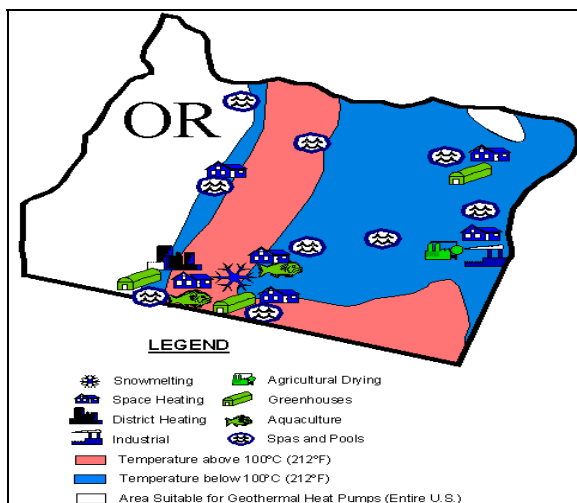 OR
LEGEND
Snowmelting
Agricultural Drying
Space Heating
Greenhouses
District Heating
Aquaculture
Industrial
Spas and Pools
Temperature above 100°C (212°F)
Temperature below 100°C (212°F)
Area Suitable for Geothermal Heat Pumps (Entire U.S.)